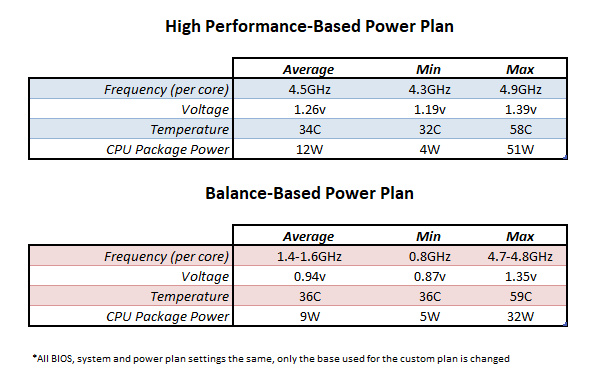 High Performance-Based Power Plan
Average Min Max
Frequency (per core) 4.5GHz 4.3GHz 4.9GHz
Voltage 1.26v 1.19v 1.39v
Temperature 34C 32C 58C
CPU Package Power 12W 4W 51W
Balance-Based Power Plan
Average Min Max
Frequency (per core) 1.4-1.6GHz 0.8GHz 4.7-4.8GHz
Voltage 0.94v 0.87v 1.35v
Temperature 36C 36C 59C
CPU Package Power 9W 5W 32W
*All BIOS, system and power plan settings the same, only the base used for the custom plan is changed